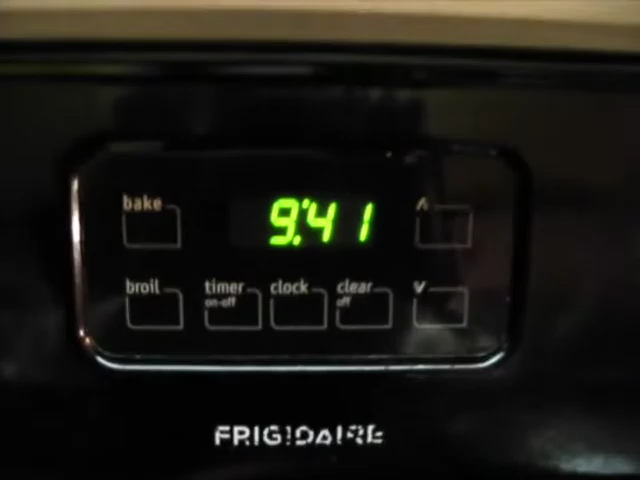 bake
9:41
^
broil
timer
on-off
clock
clear
off
v
FRIGIDAIRE